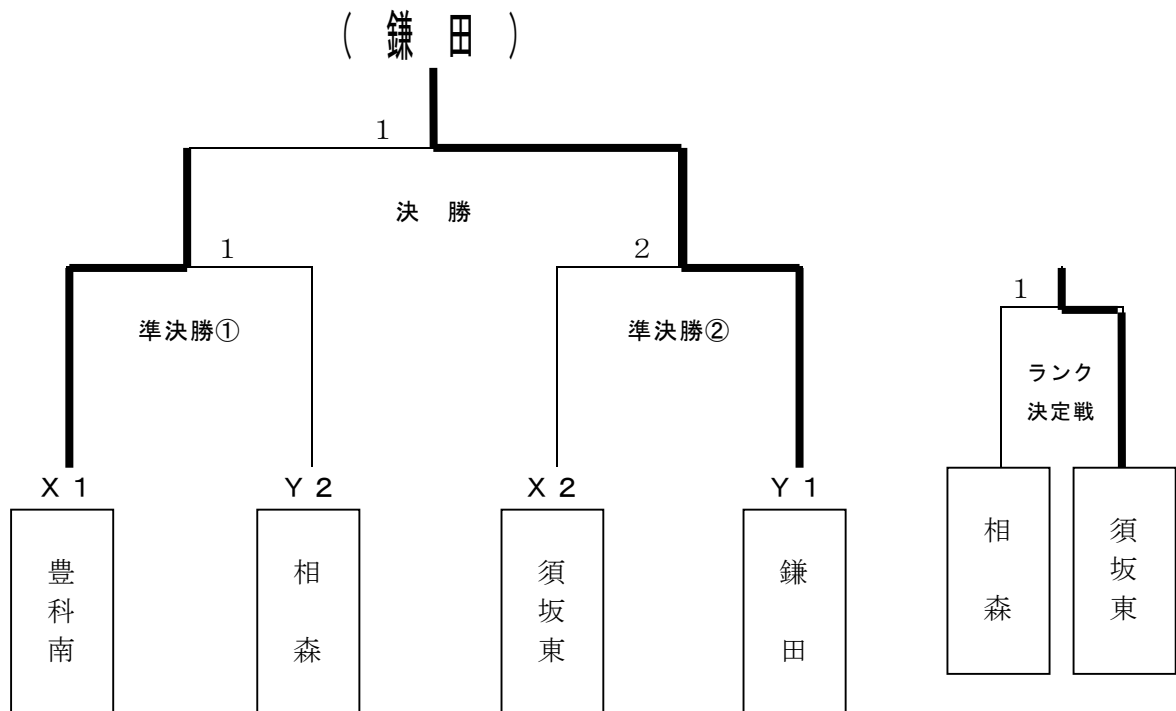 （ 鎌 田 ）
1
決 勝
1
2
準決勝①
準決勝②
1
ランク
決定戦
X 1
Y 2
X 2
Y 1
豊科南
相森
須坂東
鎌田
相森
須坂東